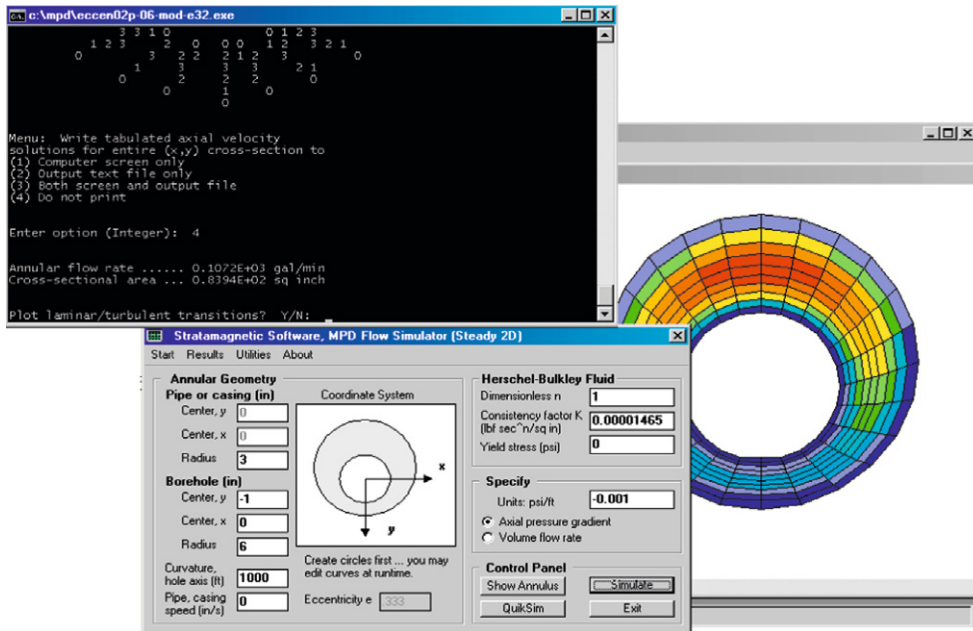 c:\mpd\eccen02p-06-mod-e32.exe
3 3 1 0 0 1 2 3
1 2 3 2 0 0 0 1 2 3 2 1
0 3 2 2 2 1 2 3 0
1 3 3 3 2 1
0 2 2 2 0
0 1 0
0
Menu: Write tabulated axial velocity
solutions for entire (x,y) cross-section to
(1) Computer screen only
(2) Output text file only
(3) Both screen and output file
(4) Do not print
Enter option (Integer): 4
Annular flow rate ...... 0.1072E+03 gal/min
Cross-sectional area ... 0.8394E+02 sq inch
Plot laminar/turbulent transitions? Y/N: _
Stratamagnetic Software, MPD Flow Simulator (Steady 2D)
Start Results Utilities About
Annular Geometry
Pipe or casing (in)
Center, y 0
Center, x 0
Radius 3
Borehole (in)
Center, y -1
Center, x 0
Radius 6
Curvature, hole axis (ft) 1000
Pipe, casing speed (in/s) 0
Coordinate System
x
y
Create circles first ... you may
edit curves at runtime.
Eccentricity e .333
Herschel-Bulkley Fluid
Dimensionless n 1
Consistency factor K
(lbf sec^n/sq in) 0.00001465
Yield stress (psi) 0
Specify
Units: psi/ft -0.001
Axial pressure gradient
Volume flow rate
Control Panel
Show Annulus Simulate
QuikSim Exit